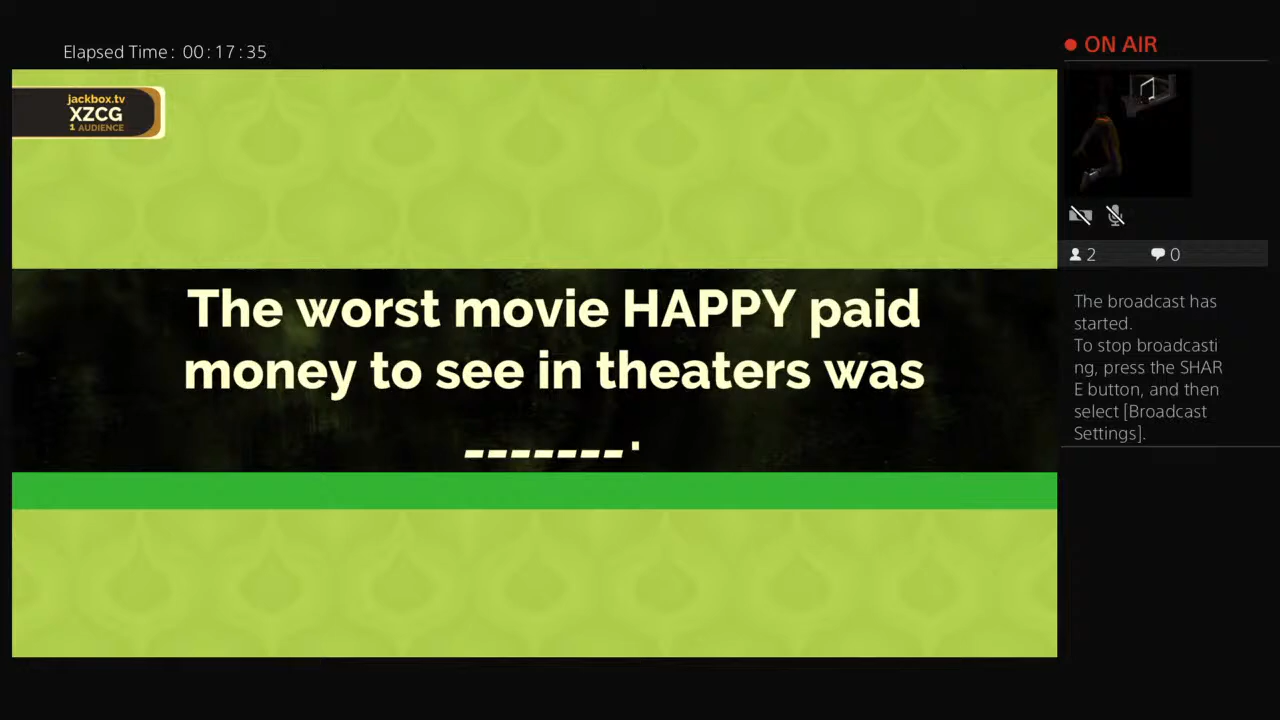 Elapsed Time: 00:17:35
ON AIR
jackbox.tv
XZCG
1 AUDIENCE
2 0
The worst movie HAPPY paid
money to see in theaters was
_______.
The broadcast has
started.
To stop broadcasti
ng, press the SHAR
E button, and then
select [Broadcast
Settings].